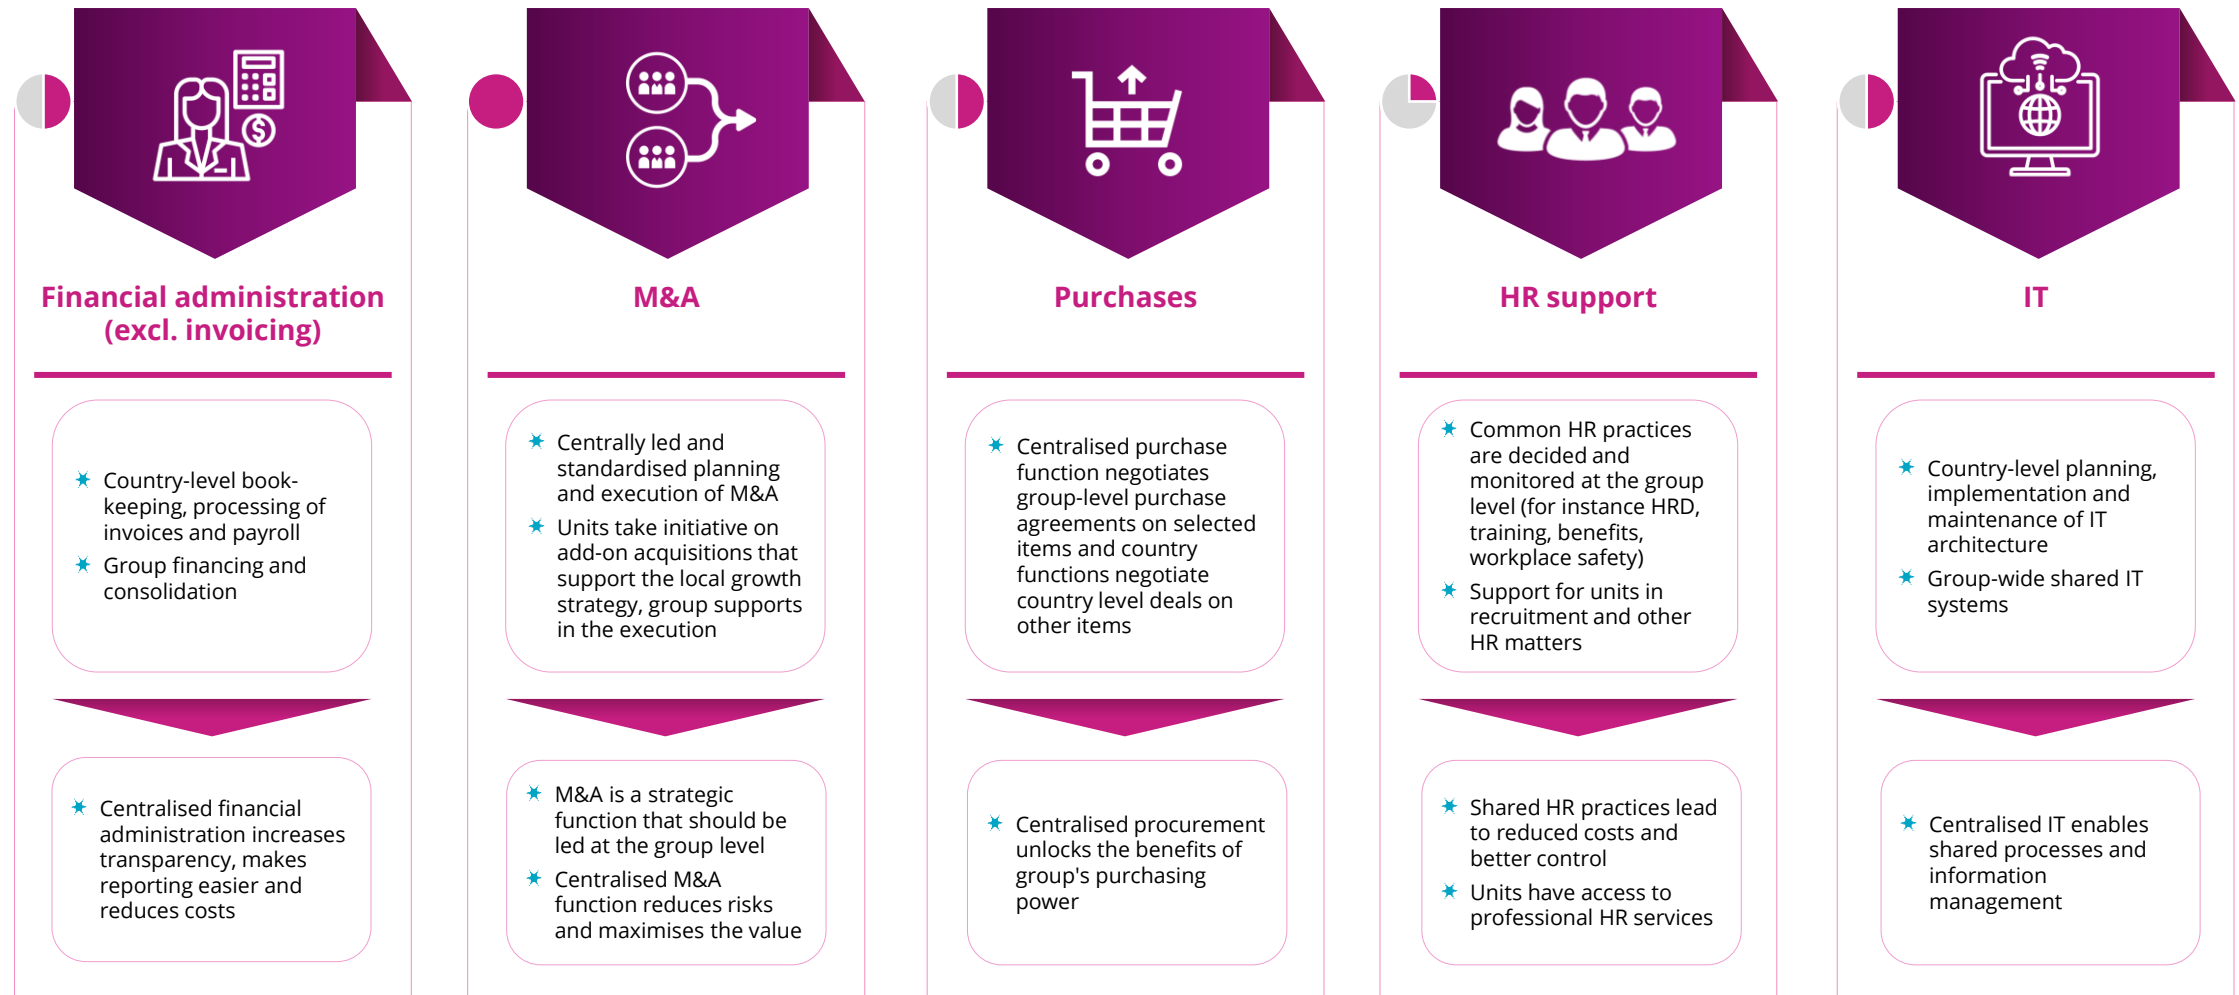 Financial administration
(excl. invoicing)
Country-level book-
keeping, processing of
invoices and payroll
Group financing and
consolidation
Centralised financial
administration increases
transparency, makes
reporting easier and
reduces costs
M&A
Centrally led and
standardised planning
and execution of M&A
Units take initiative on
add-on acquisitions that
support the local growth
strategy, group supports
in the execution
M&A is a strategic
function that should be
led at the group level
Centralised M&A
function reduces risks
and maximises the value
Purchases
Centralised purchase
function negotiates
group-level purchase
agreements on selected
items and country
functions negotiate
country level deals on
other items
Centralised procurement
unlocks the benefits of
group's purchasing
power
HR support
Common HR practices
are decided and
monitored at the group
level (for instance HRD,
training, benefits,
workplace safety)
Support for units in
recruitment and other
HR matters
Shared HR practices lead
to reduced costs and
better control
Units have access to
professional HR services
IT
Country-level planning,
implementation and
maintenance of IT
architecture
Group-wide shared IT
systems
Centralised IT enables
shared processes and
information
management